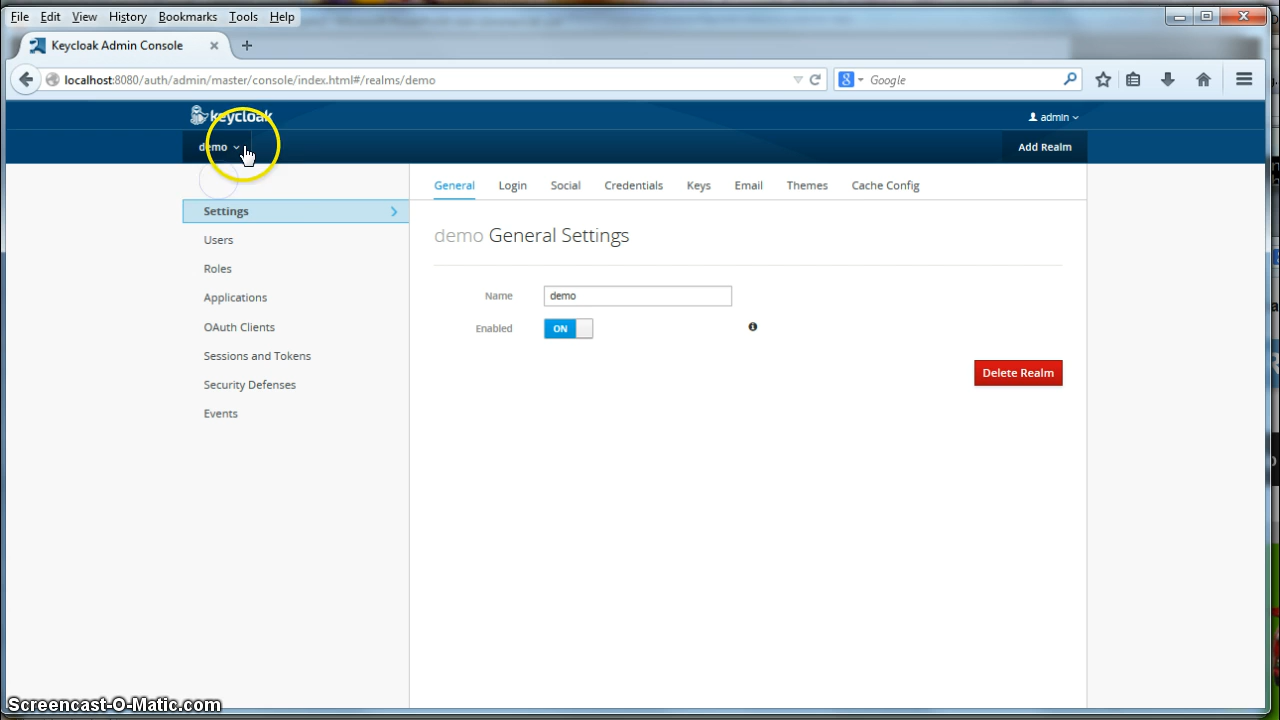 File Edit View History Bookmarks Tools Help
Keycloak Admin Console
localhost:8080/auth/admin/master/console/index.html#/realms/demo
Google
keycloak
admin
demo
Add Realm
General Login Social Credentials Keys Email Themes Cache Config
Settings
Users
Roles
Applications
OAuth Clients
Sessions and Tokens
Security Defenses
Events
demo General Settings
Name demo
Enabled ON
Delete Realm
Screencast-O-Matic.com